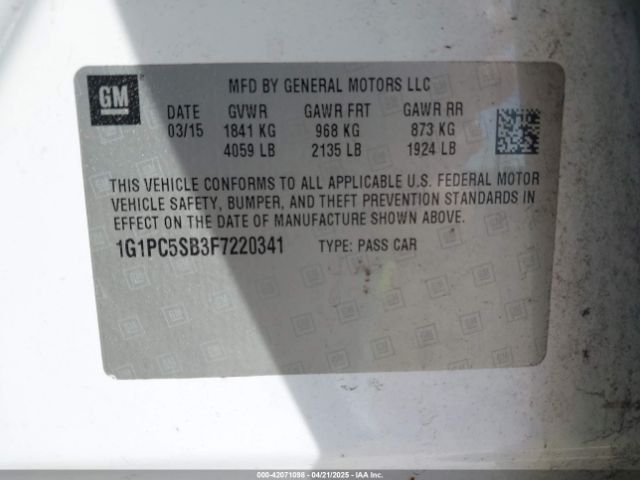 GM
MFD BY GENERAL MOTORS LLC
DATE GVWR GAWR FRT GAWR RR
03/15 1841 KG 968 KG 873 KG
4059 LB 2135 LB 1924 LB
THIS VEHICLE CONFORMS TO ALL APPLICABLE U.S. FEDERAL MOTOR
VEHICLE SAFETY, BUMPER, AND THEFT PREVENTION STANDARDS IN
EFFECT ON THE DATE OF MANUFACTURE SHOWN ABOVE.
1G1PC5SB3F7220341 TYPE: PASS CAR
000-42071098 - 04/21/2025 - IAAI.COM